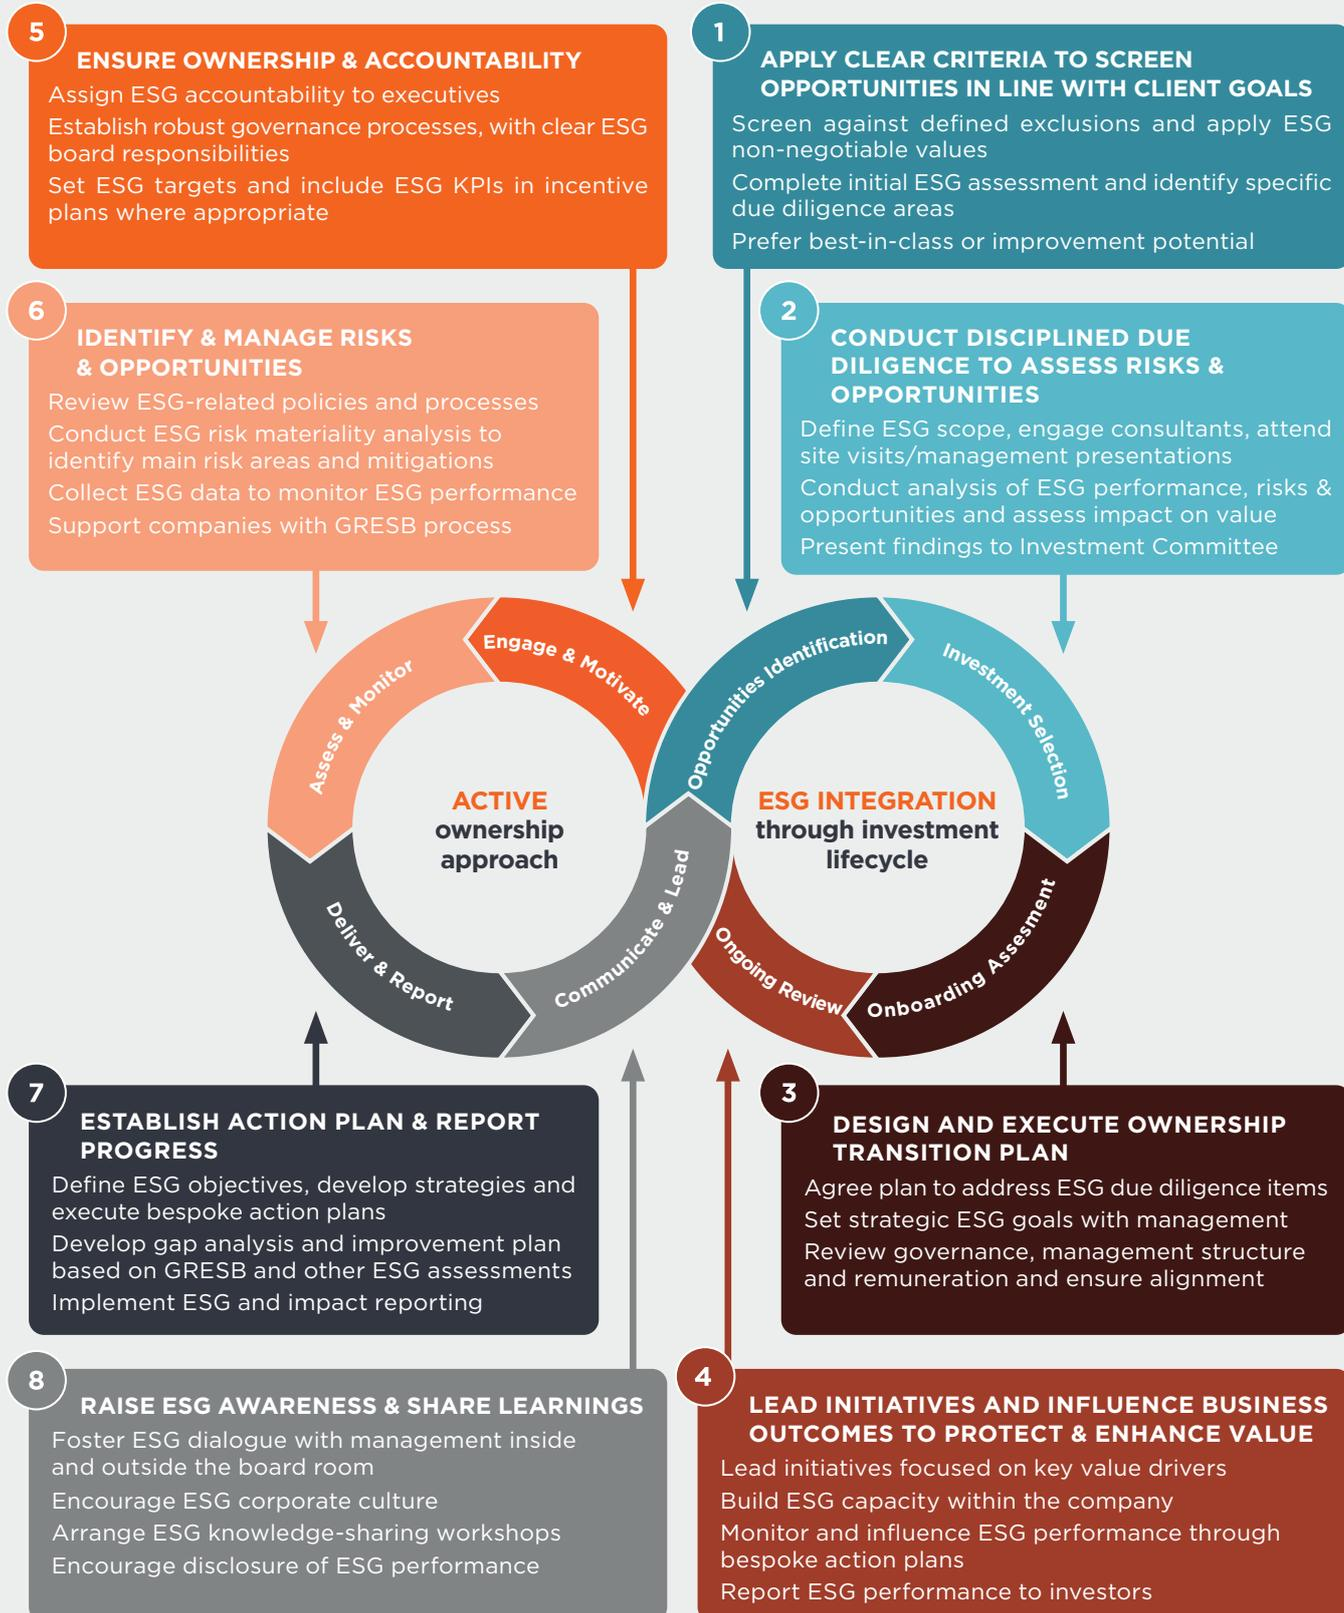 5
ENSURE OWNERSHIP & ACCOUNTABILITY
Assign ESG accountability to executives
Establish robust governance processes, with clear ESG
board responsibilities
Set ESG targets and include ESG KPIs in incentive
plans where appropriate
1
APPLY CLEAR CRITERIA TO SCREEN
OPPORTUNITIES IN LINE WITH CLIENT GOALS
Screen against defined exclusions and apply ESG
non-negotiable values
Complete initial ESG assessment and identify specific
due diligence areas
Prefer best-in-class or improvement potential
6
IDENTIFY & MANAGE RISKS
& OPPORTUNITIES
Review ESG-related policies and processes
Conduct ESG risk materiality analysis to
identify main risk areas and mitigations
Collect ESG data to monitor ESG performance
Support companies with GRESB process
2
CONDUCT DISCIPLINED DUE
DILIGENCE TO ASSESS RISKS &
OPPORTUNITIES
Define ESG scope, engage consultants, attend
site visits/management presentations
Conduct analysis of ESG performance, risks &
opportunities and assess impact on value
Present findings to Investment Committee
Assess & Monitor
Engage & Motivate
Opportunities Identification
Investment Selection
ACTIVE
ownership
approach
ESG INTEGRATION
through investment
lifecycle
Deliver & Report
Communicate & Lead
Ongoing Review
Onboarding Assesment
7
ESTABLISH ACTION PLAN & REPORT
PROGRESS
Define ESG objectives, develop strategies and
execute bespoke action plans
Develop gap analysis and improvement plan
based on GRESB and other ESG assessments
Implement ESG and impact reporting
3
DESIGN AND EXECUTE OWNERSHIP
TRANSITION PLAN
Agree plan to address ESG due diligence items
Set strategic ESG goals with management
Review governance, management structure
and remuneration and ensure alignment
8
RAISE ESG AWARENESS & SHARE LEARNINGS
Foster ESG dialogue with management inside
and outside the board room
Encourage ESG corporate culture
Arrange ESG knowledge-sharing workshops
Encourage disclosure of ESG performance
4
LEAD INITIATIVES AND INFLUENCE BUSINESS
OUTCOMES TO PROTECT & ENHANCE VALUE
Lead initiatives focused on key value drivers
Build ESG capacity within the company
Monitor and influence ESG performance through
bespoke action plans
Report ESG performance to investors